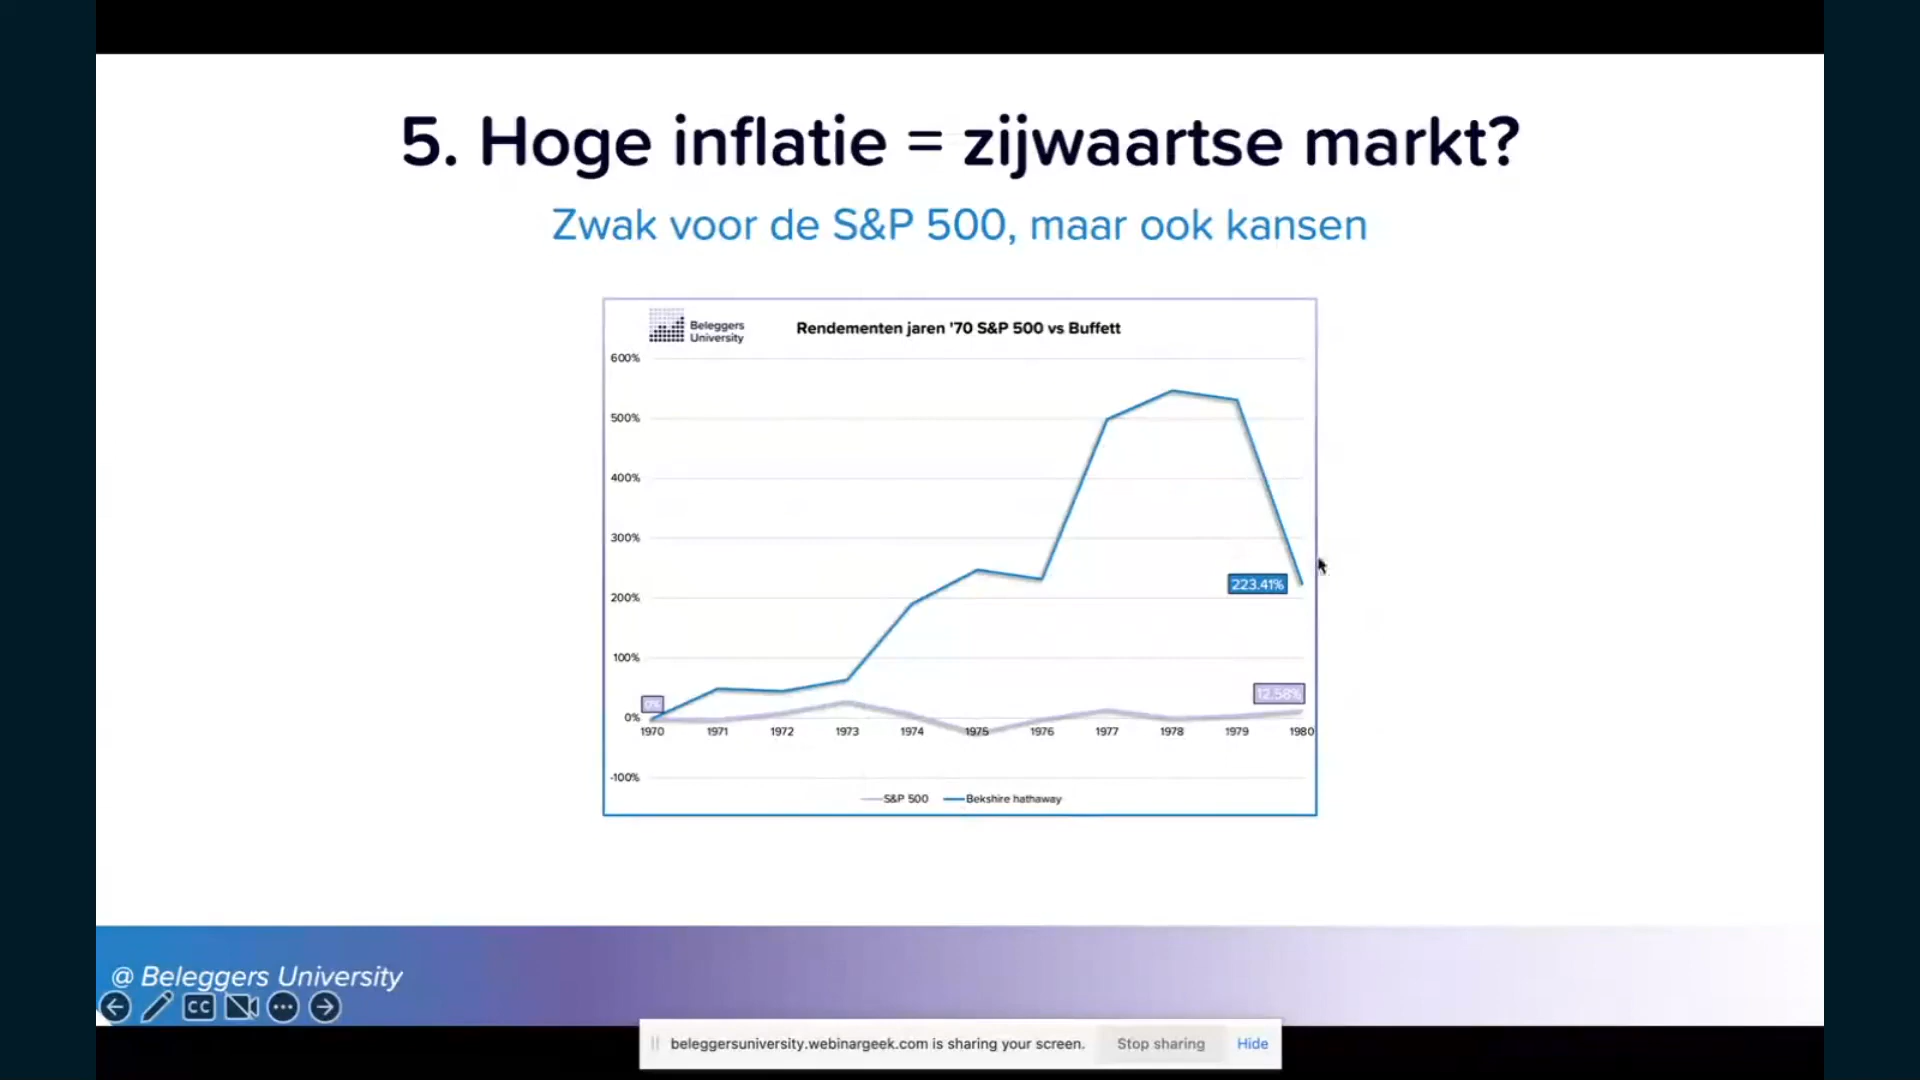 5. Hoge inflatie = zijwaartse markt?
Zwak voor de S&P 500, maar ook kansen
Beleggers
University
Rendementen jaren '70 S&P 500 vs Buffett
600%
500%
400%
300%
223.41%
200%
100%
12.58%
0%
0%
1970 1971 1972 1973 1974 1975 1976 1977 1978 1979 1980
-100%
S&P 500 Bekshire hathaway
@ Beleggers University
CC
beleggersuniversity.webinargeek.com is sharing your screen. Stop sharing Hide